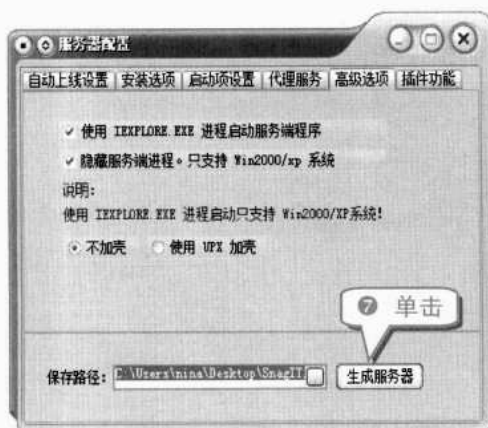 服务器配置
自动上线设置 安装选项 启动项设置 代理服务 高级选项 插件功能
使用 IEXPLORE.EXE 进程启动服务端程序
隐藏服务端进程。只支持 Win2000/xp 系统
说明:
使用 IEXPLORE.EXE 进程启动只支持 Win2000/XP系统!
不加壳 使用 UPX 加壳
❼ 单击
保存路径: C:\Users\nina\Desktop\SnagIT 生成服务器